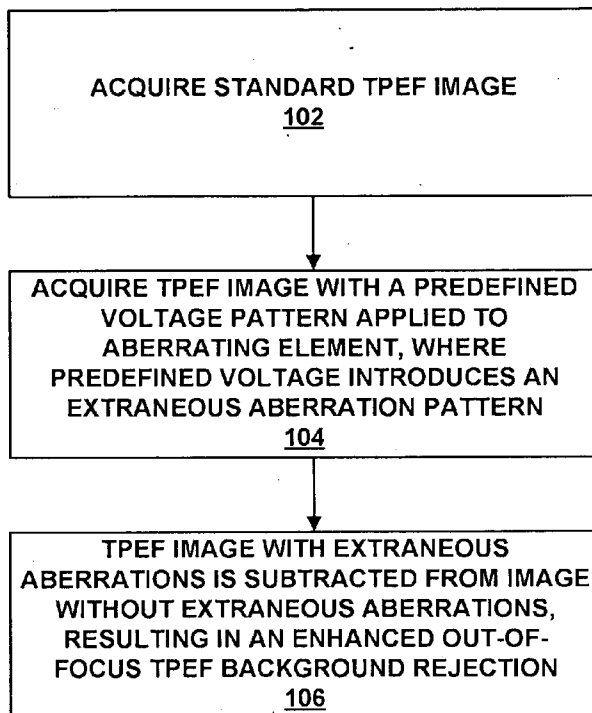 ACQUIRE STANDARD TPEF IMAGE
102
ACQUIRE TPEF IMAGE WITH A PREDEFINED
VOLTAGE PATTERN APPLIED TO
ABERRATING ELEMENT, WHERE
PREDEFINED VOLTAGE INTRODUCES AN
EXTRANEOUS ABERRATION PATTERN
104
TPEF IMAGE WITH EXTRANEOUS
ABERRATIONS IS SUBTRACTED FROM IMAGE
WITHOUT EXTRANEOUS ABERRATIONS,
RESULTING IN AN ENHANCED OUT-OF-
FOCUS TPEF BACKGROUND REJECTION
106